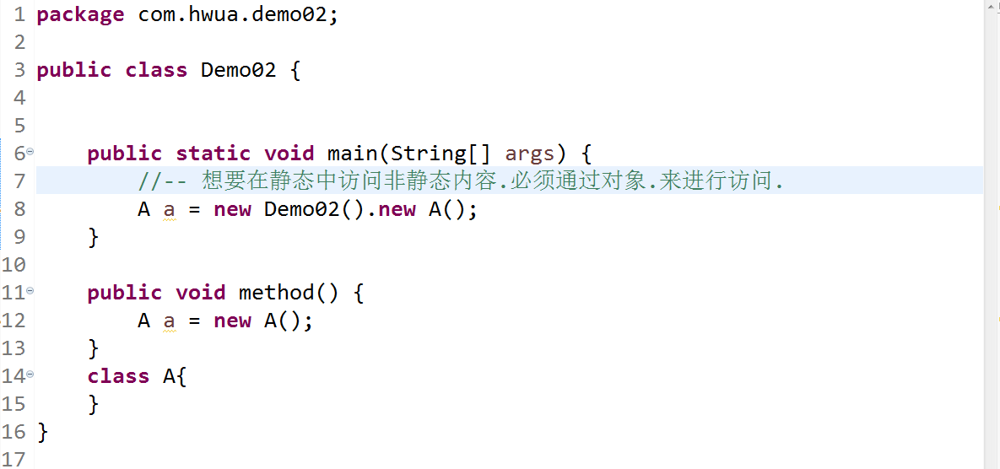 1 package com.hwua.demo02;
2
3 public class Demo02 {
4
5
6 public static void main(String[] args) {
7 //-- 想要在静态中访问非静态内容.必须通过对象.来进行访问.
8 A a = new Demo02().new A();
9 }
10
11 public void method() {
12 A a = new A();
13 }
14 class A{
15 }
16 }
17